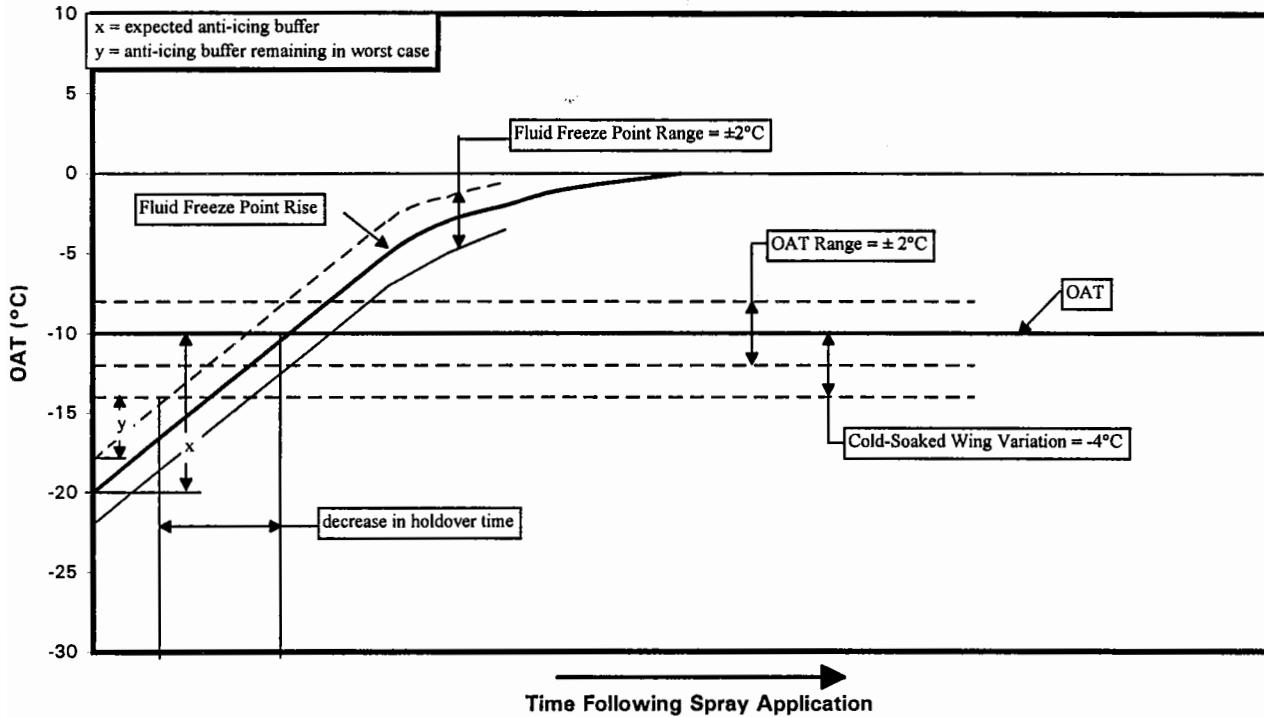 10
x = expected anti-icing buffer
y = anti-icing buffer remaining in worst case
5
Fluid Freeze Point Range = ±2°C
0
Fluid Freeze Point Rise
-5
OAT Range = ± 2°C
OAT
-10
OAT (°C)
-15
y
x
Cold-Soaked Wing Variation = -4°C
-20
decrease in holdover time
-25
-30
Time Following Spray Application